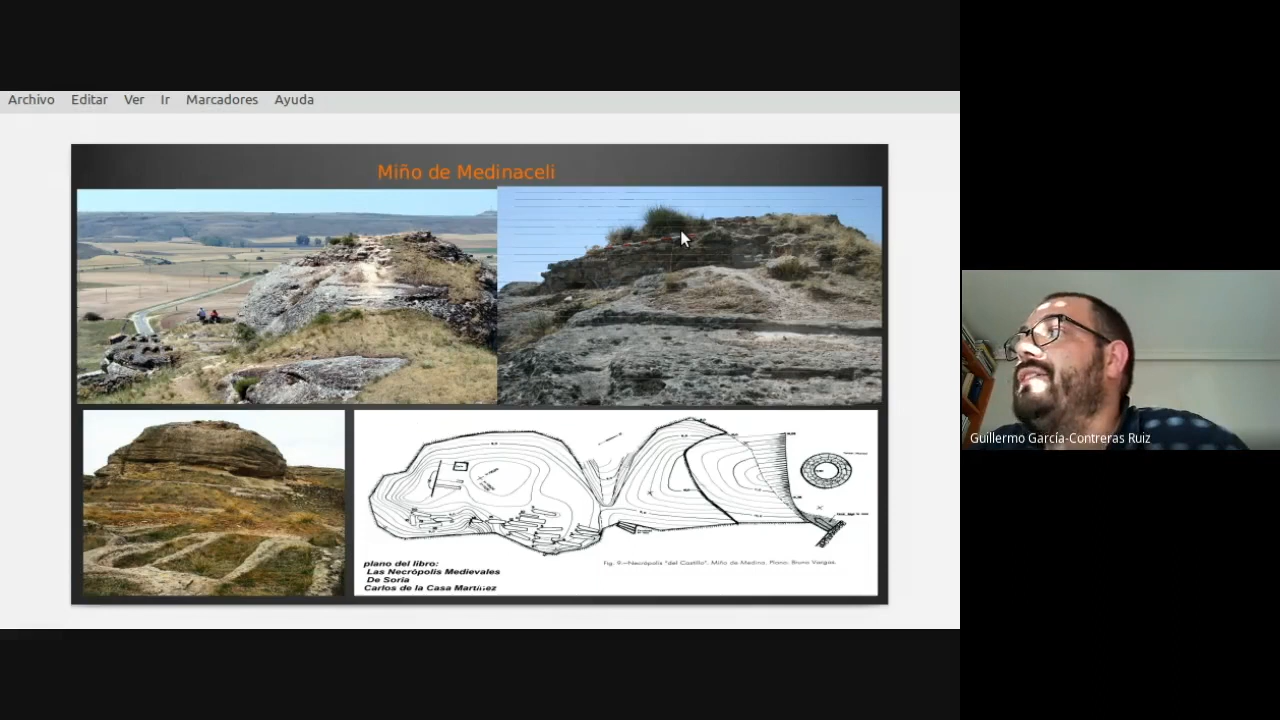 Archivo Editar Ver Ir Marcadores Ayuda
Miño de Medinaceli
plano del libro:
Las Necrópolis Medievales
De Soria
Carlos de la Casa Martínez
Fig. 9.—Necrópolis "del Castillo". Miño de Medina. Plano: Bruno Vargas.
Guillermo García-Contreras Ruiz